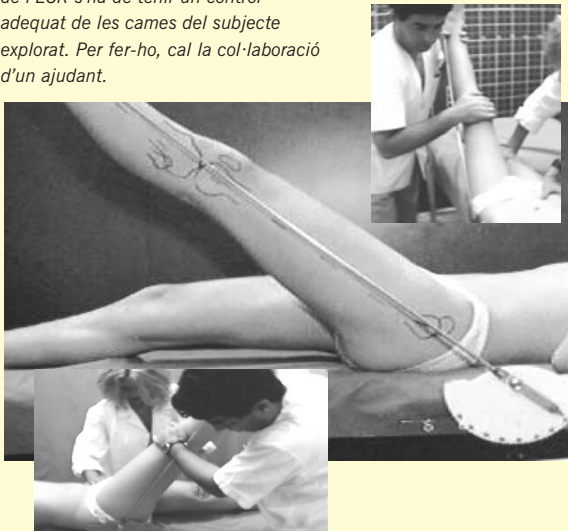 adequat de les cames del subjecte
explorat. Per fer-ho, cal la col·laboració
d'un ajudant.